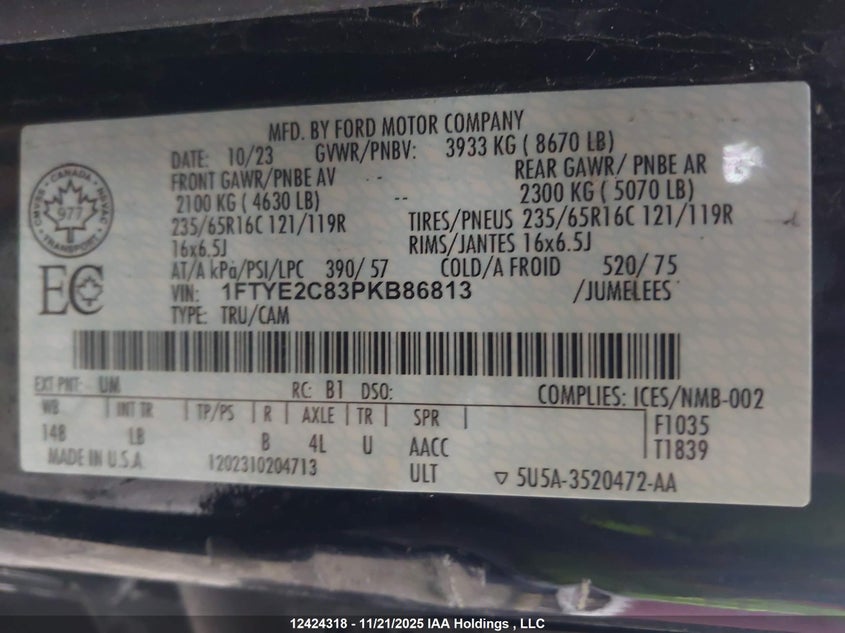 MFD. BY FORD MOTOR COMPANY
DATE: 10/23 GVWR/PNBV: 3933 KG ( 8670 LB)
FRONT GAWR/PNBE AV -- REAR GAWR/ PNBE AR
2100 KG ( 4630 LB) -- 2300 KG ( 5070 LB)
235/65R16C 121/119R TIRES/PNEUS 235/65R16C 121/119R
16x6.5J RIMS/JANTES 16x6.5J
AT/A kPa/PSI/LPC 390/ 57 COLD/A FROID 520/ 75
VIN: 1FTYE2C83PKB86813 /JUMELEES
TYPE: TRU/CAM
CMVSS - CANADA - NSVAC
977
TRANSPORT
EC
EXT PNT: UM RC: B1 DSO: COMPLIES: ICES/NMB-002
WB INT TR TP/PS R AXLE TR SPR F1035
148 LB B 4L U AACC T1839
MADE IN U.S.A 1202310204713 ULT 5U5A-3520472-AA
12424318 - 11/21/2025 IAA Holdings , LLC